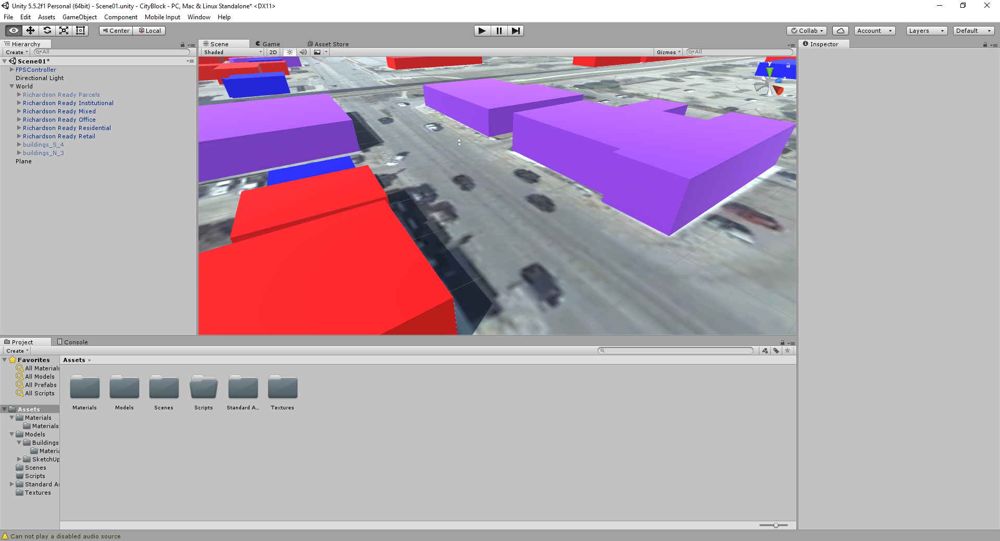 Unity 5.5.2f1 Personal (64bit) - Scene01.unity - CityBlock - PC, Mac & Linux Standalone* <DX11>
File Edit Assets GameObject Component Mobile Input Window Help
Center Local Collab Account Layers Default
Hierarchy
Create All
Scene01*
FPSController
Directional Light
World
Richardson Ready Parcels
Richardson Ready Institutional
Richardson Ready Mixed
Richardson Ready Office
Richardson Ready Residential
Richardson Ready Retail
buildings_S_4
buildings_N_3
Plane
Scene Game Asset Store
Shaded 2D Gizmos All
y
z
x
Inspector
Project Console
Create
Favorites
All Materials
All Models
All Prefabs
All Scripts
Assets
Materials
Materials
Models
Buildings
Materia
SketchUp
Scenes
Scripts
Standard As
Textures
Assets
Materials Models Scenes Scripts Standard A... Textures
Can not play a disabled audio source